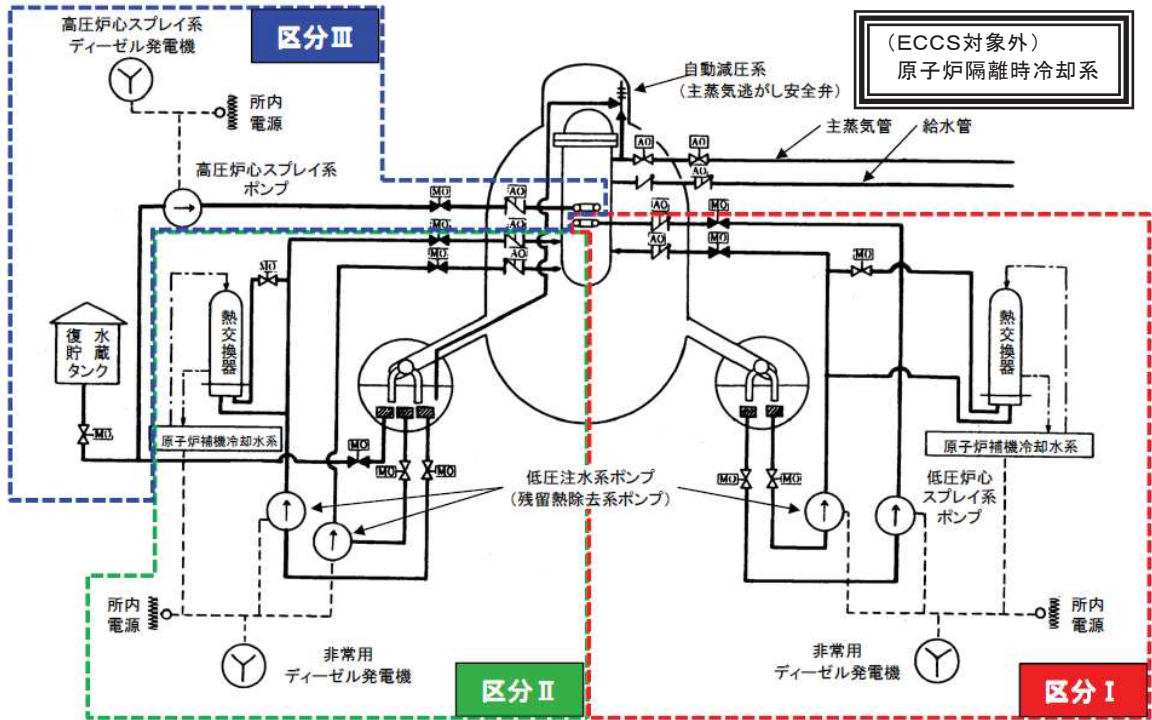 高圧炉心スプレイ系
ディーゼル発電機
区分Ⅲ
(ECCS対象外)
原子炉隔離時冷却系
自動減圧系
(主蒸気逃がし安全弁)
所内
電源
主蒸気管
給水管
AO
AO
高圧炉心スプレイ系
ポンプ
MO
AO
AO
MO
MO
AO
AO
MO
MO
AO
MO
MO
復水
貯蔵
タンク
熱交換器
熱交換器
MO
原子炉補機冷却水系
原子炉補機冷却水系
MO
MO
MO
MO
MO
低圧注水系ポンプ
(残留熱除去系ポンプ)
低圧炉心
スプレイ系
ポンプ
所内
電源
所内
電源
非常用
ディーゼル発電機
非常用
ディーゼル発電機
区分Ⅱ
区分Ⅰ